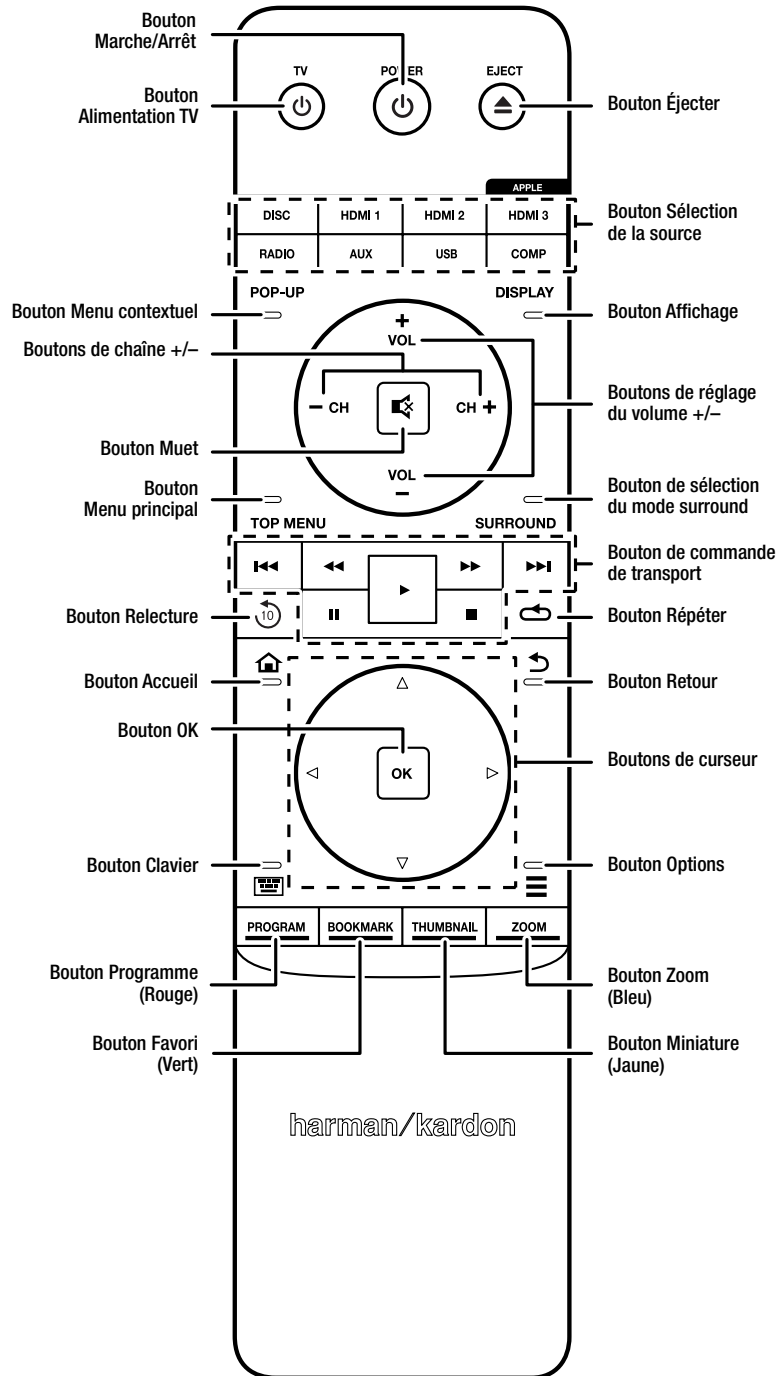 Bouton
Marche/Arrêt
Bouton
Alimentation TV
TV
POWER
EJECT
Bouton Éjecter
APPLE
DISC
HDMI 1
HDMI 2
HDMI 3
RADIO
AUX
USB
COMP
Bouton Sélection
de la source
POP-UP
DISPLAY
Bouton Menu contextuel
Bouton Affichage
Boutons de chaîne +/–
+
VOL
– CH
CH +
VOL
–
Boutons de réglage
du volume +/–
Bouton Muet
Bouton
Menu principal
Bouton de sélection
du mode surround
TOP MENU
SURROUND
Bouton de commande
de transport
Bouton Relecture
10
Bouton Répéter
Bouton Accueil
Bouton Retour
Bouton OK
OK
Boutons de curseur
Bouton Clavier
Bouton Options
PROGRAM
BOOKMARK
THUMBNAIL
ZOOM
Bouton Programme
(Rouge)
Bouton Zoom
(Bleu)
Bouton Favori
(Vert)
Bouton Miniature
(Jaune)
harman/kardon